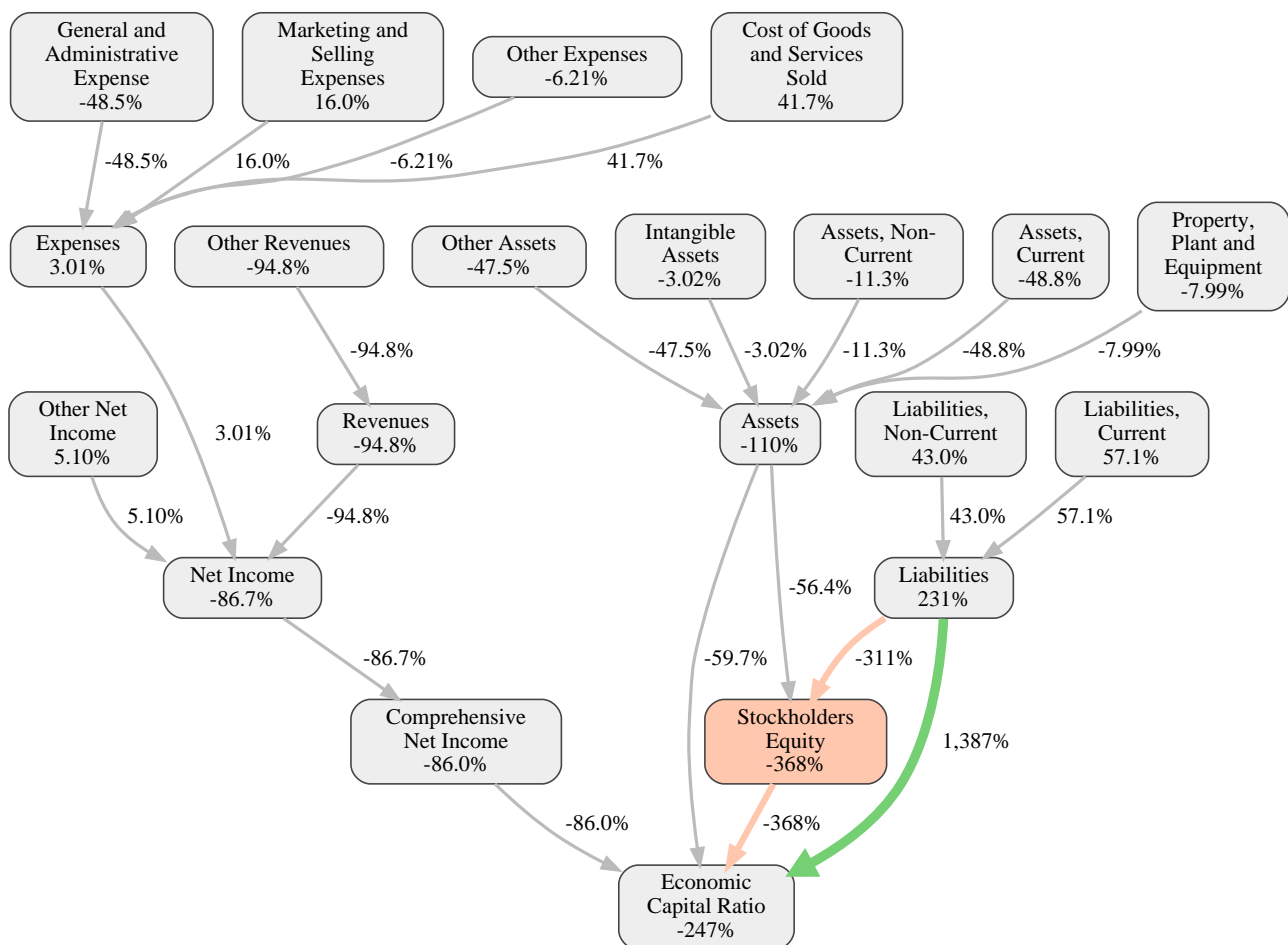 General and
Administrative
Expense
-48.5%
Marketing and
Selling
Expenses
16.0%
Other Expenses
-6.21%
Cost of Goods
and Services
Sold
41.7%
-48.5%
16.0%
-6.21%
41.7%
Expenses
3.01%
Other Revenues
-94.8%
Other Assets
-47.5%
Intangible
Assets
-3.02%
Assets, Non-
Current
-11.3%
Assets,
Current
-48.8%
Property,
Plant and
Equipment
-7.99%
-94.8%
-47.5%
-3.02%
-11.3%
-48.8%
-7.99%
Other Net
Income
5.10%
3.01%
Revenues
-94.8%
Assets
-110%
Liabilities,
Non-Current
43.0%
Liabilities,
Current
57.1%
5.10%
-94.8%
43.0%
57.1%
Net Income
-86.7%
-56.4%
Liabilities
231%
-86.7%
-59.7%
-311%
Comprehensive
Net Income
-86.0%
Stockholders
Equity
-368%
1,387%
-86.0%
-368%
Economic
Capital Ratio
-247%